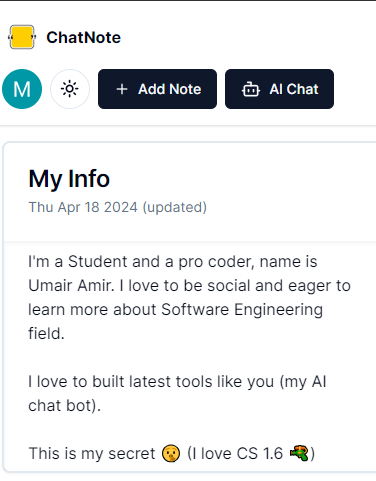 ChatNote
M
Add Note
AI Chat
My Info
Thu Apr 18 2024 (updated)
I'm a Student and a pro coder, name is
Umair Amir. I love to be social and eager to
learn more about Software Engineering
field.
I love to built latest tools like you (my AI
chat bot).
This is my secret 🤫 (I love CS 1.6 🔫)